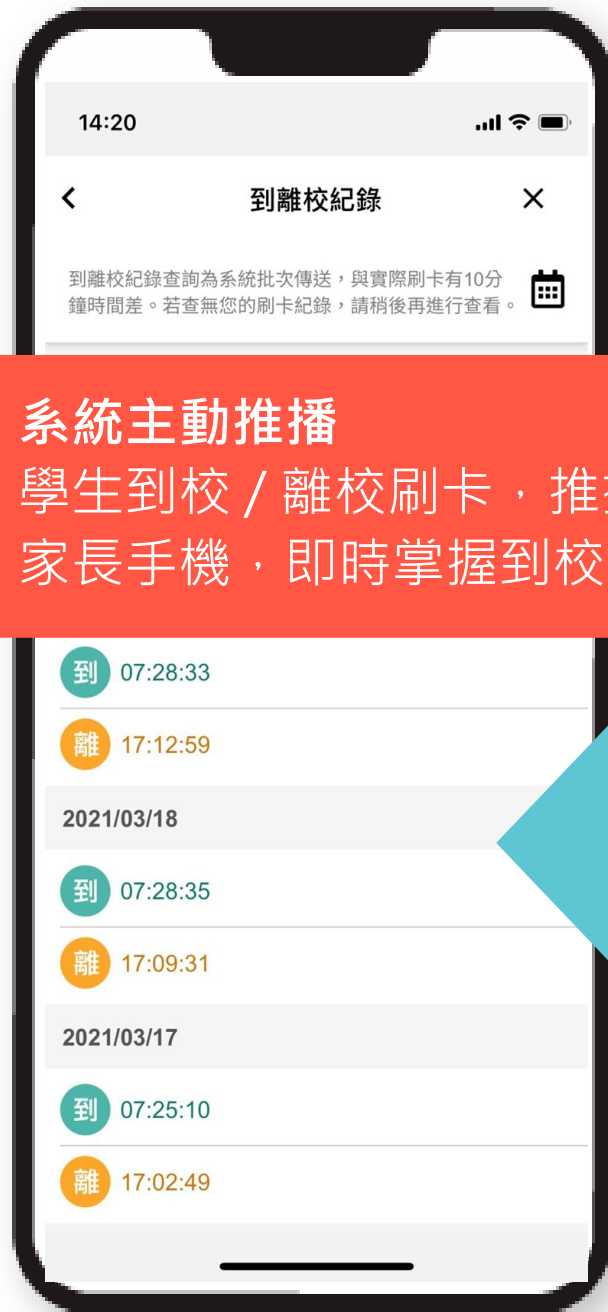 14:20
到離校紀錄
到離校紀錄查詢為系統批次傳送，與實際刷卡有10分
鐘時間差。若查無您的刷卡紀錄，請稍後再進行查看。
系統主動推播
學生到校 / 離校刷卡，推
家長手機，即時掌握到校
到 07:28:33
離 17:12:59
2021/03/18
到 07:28:35
離 17:09:31
2021/03/17
到 07:25:10
離 17:02:49